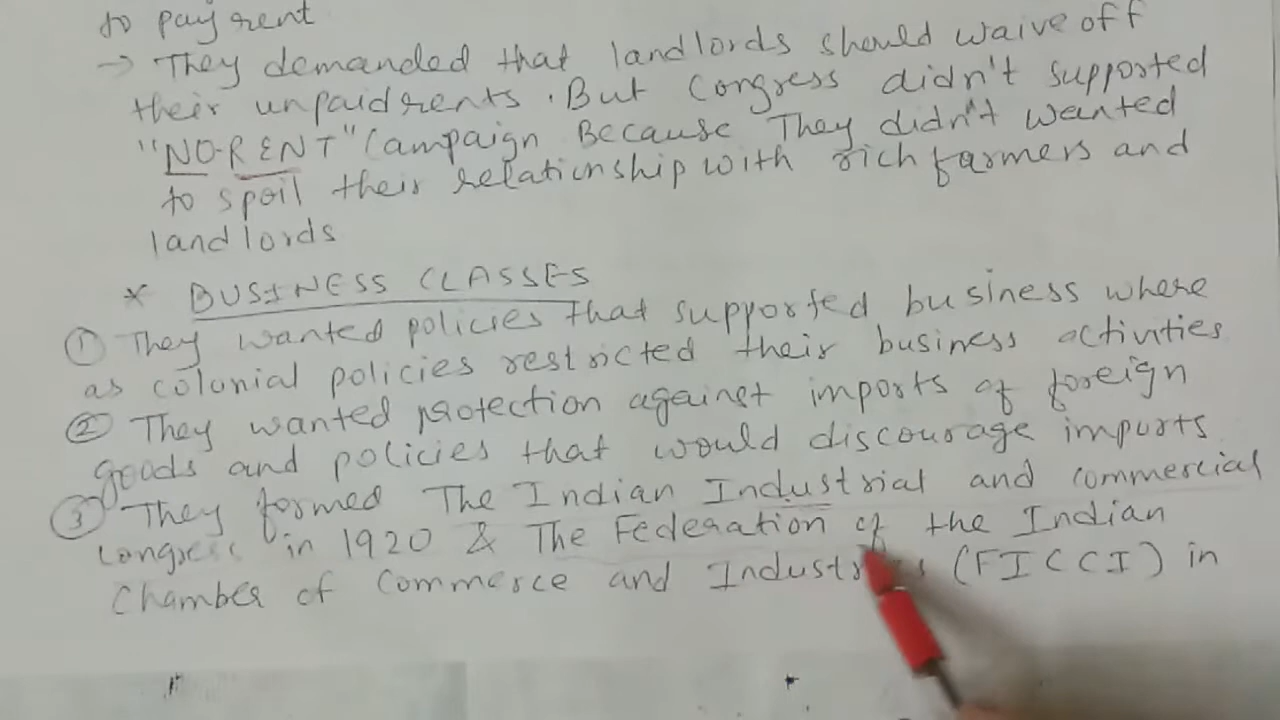 to pay rent
→ They demanded that landlords should waive off
their unpaid rents. But Congress didn't supported
"NO-RENT" Campaign Because They didn't wanted
to spoil their relationship with rich farmers and
landlords
* BUSINESS CLASSES
① They wanted policies that supported business where
as colonial policies restricted their business activities
② They wanted protection against imports of foreign
goods and policies that would discourage imports
③ They formed The Indian Industrial and commercial
Congress in 1920 & The Federation of the Indian
Chamber of Commerce and (FICCI) in